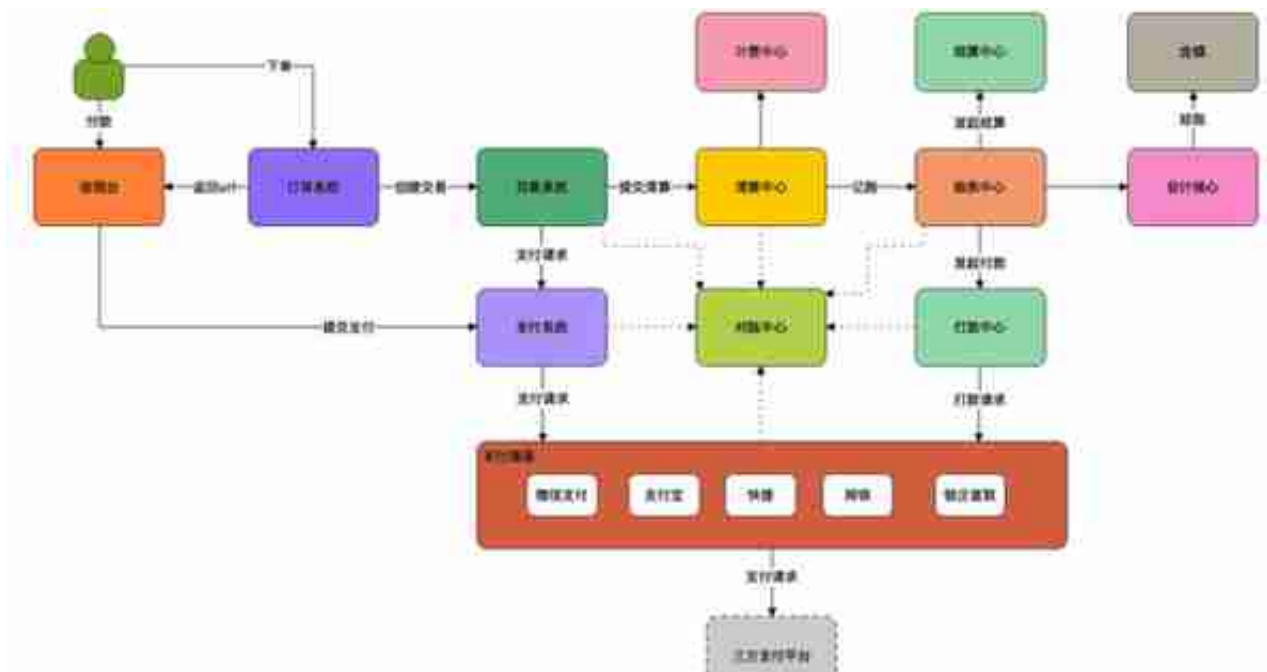 计费中心
结算中心
总账
下单
付款
发起结算
收银台
返回url
订单系统
创建交易
交易系统
提交清算
清算中心
记账
账务中心
会计核心
支付请求
发起付款
提交支付
支付系统
对账中心
打款中心
支付请求
打款请求
支付渠道
微信支付
支付宝
快捷
网银
支付请求
三方支付平台